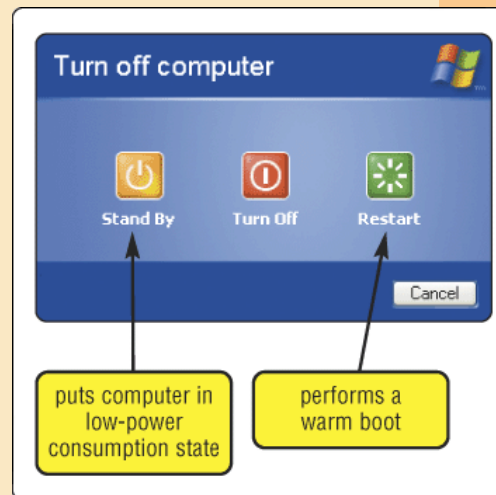 Turn off computer
Stand By
Turn Off
Restart
Cancel
puts computer in
low-power
consumption state
performs a
warm boot